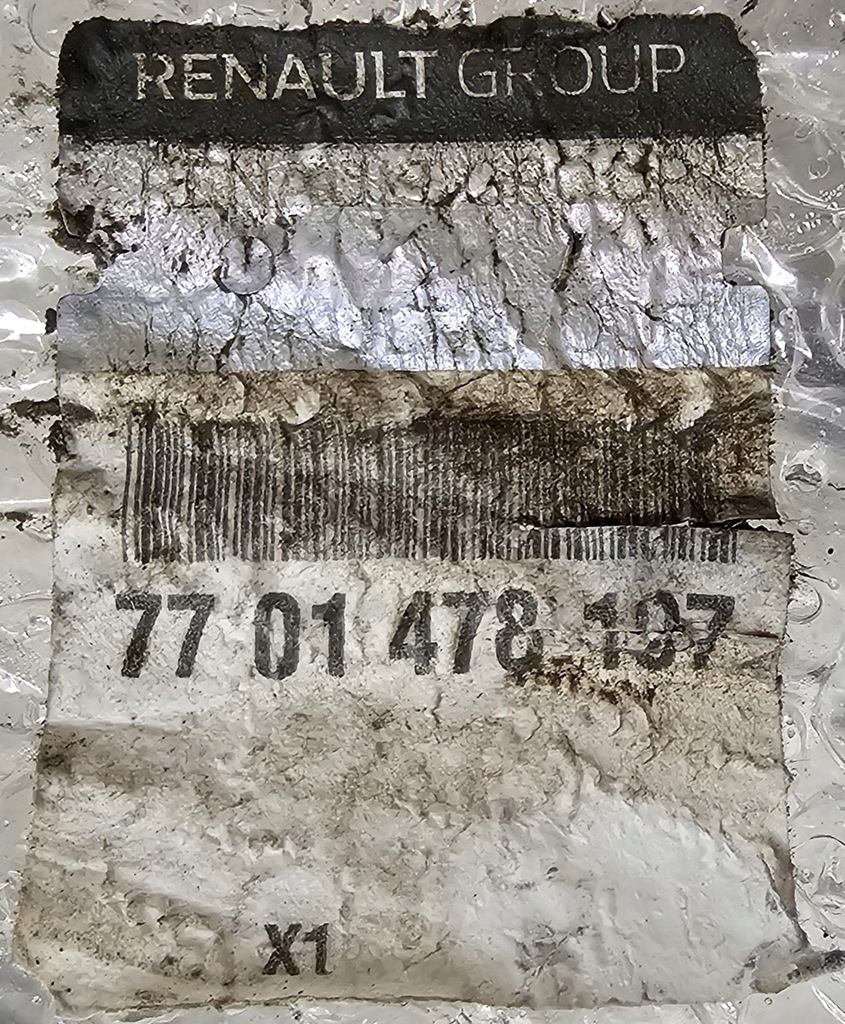 RENAULT GROUP
77 01 478 197
X1